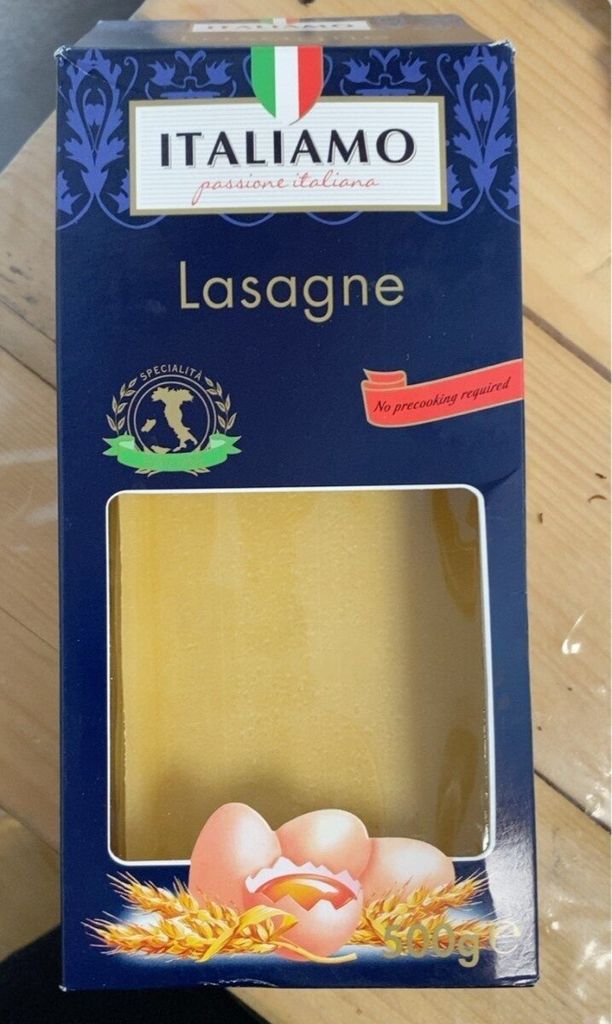 ITALIAMO
passione italiana
Lasagne
SPECIALITÀ
No precooking required
500g e